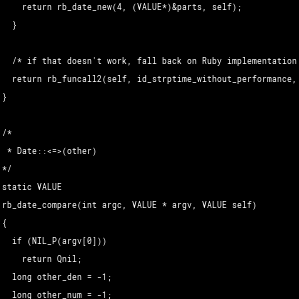 return rb_date_new(4, (VALUE*)&parts, self);
}
/* if that doesn't work, fall back on Ruby implementation
return rb_funcall2(self, id_strptime_without_performance,
}
/*
* Date::<=>(other)
*/
static VALUE
rb_date_compare(int argc, VALUE * argv, VALUE self)
{
if (NIL_P(argv[0]))
return Qnil;
long other_den = -1;
long other_num = -1;